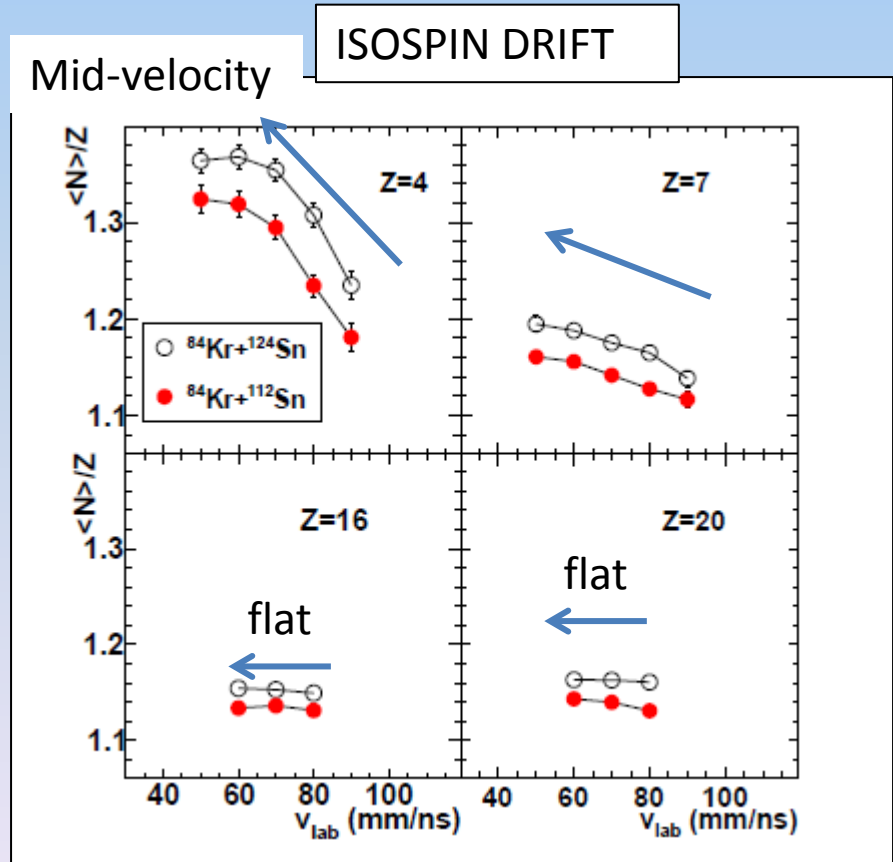 ISOSPIN DRIFT
Mid-velocity
<N>/Z
Z=4
Z=7
1.3
1.2
1.1
⁸⁴Kr+¹²⁴Sn
⁸⁴Kr+¹¹²Sn
<N>/Z
Z=16
Z=20
1.3
flat
flat
1.2
1.1
40 60 80 100 40 60 80 100
v_lab (mm/ns) v_lab (mm/ns)